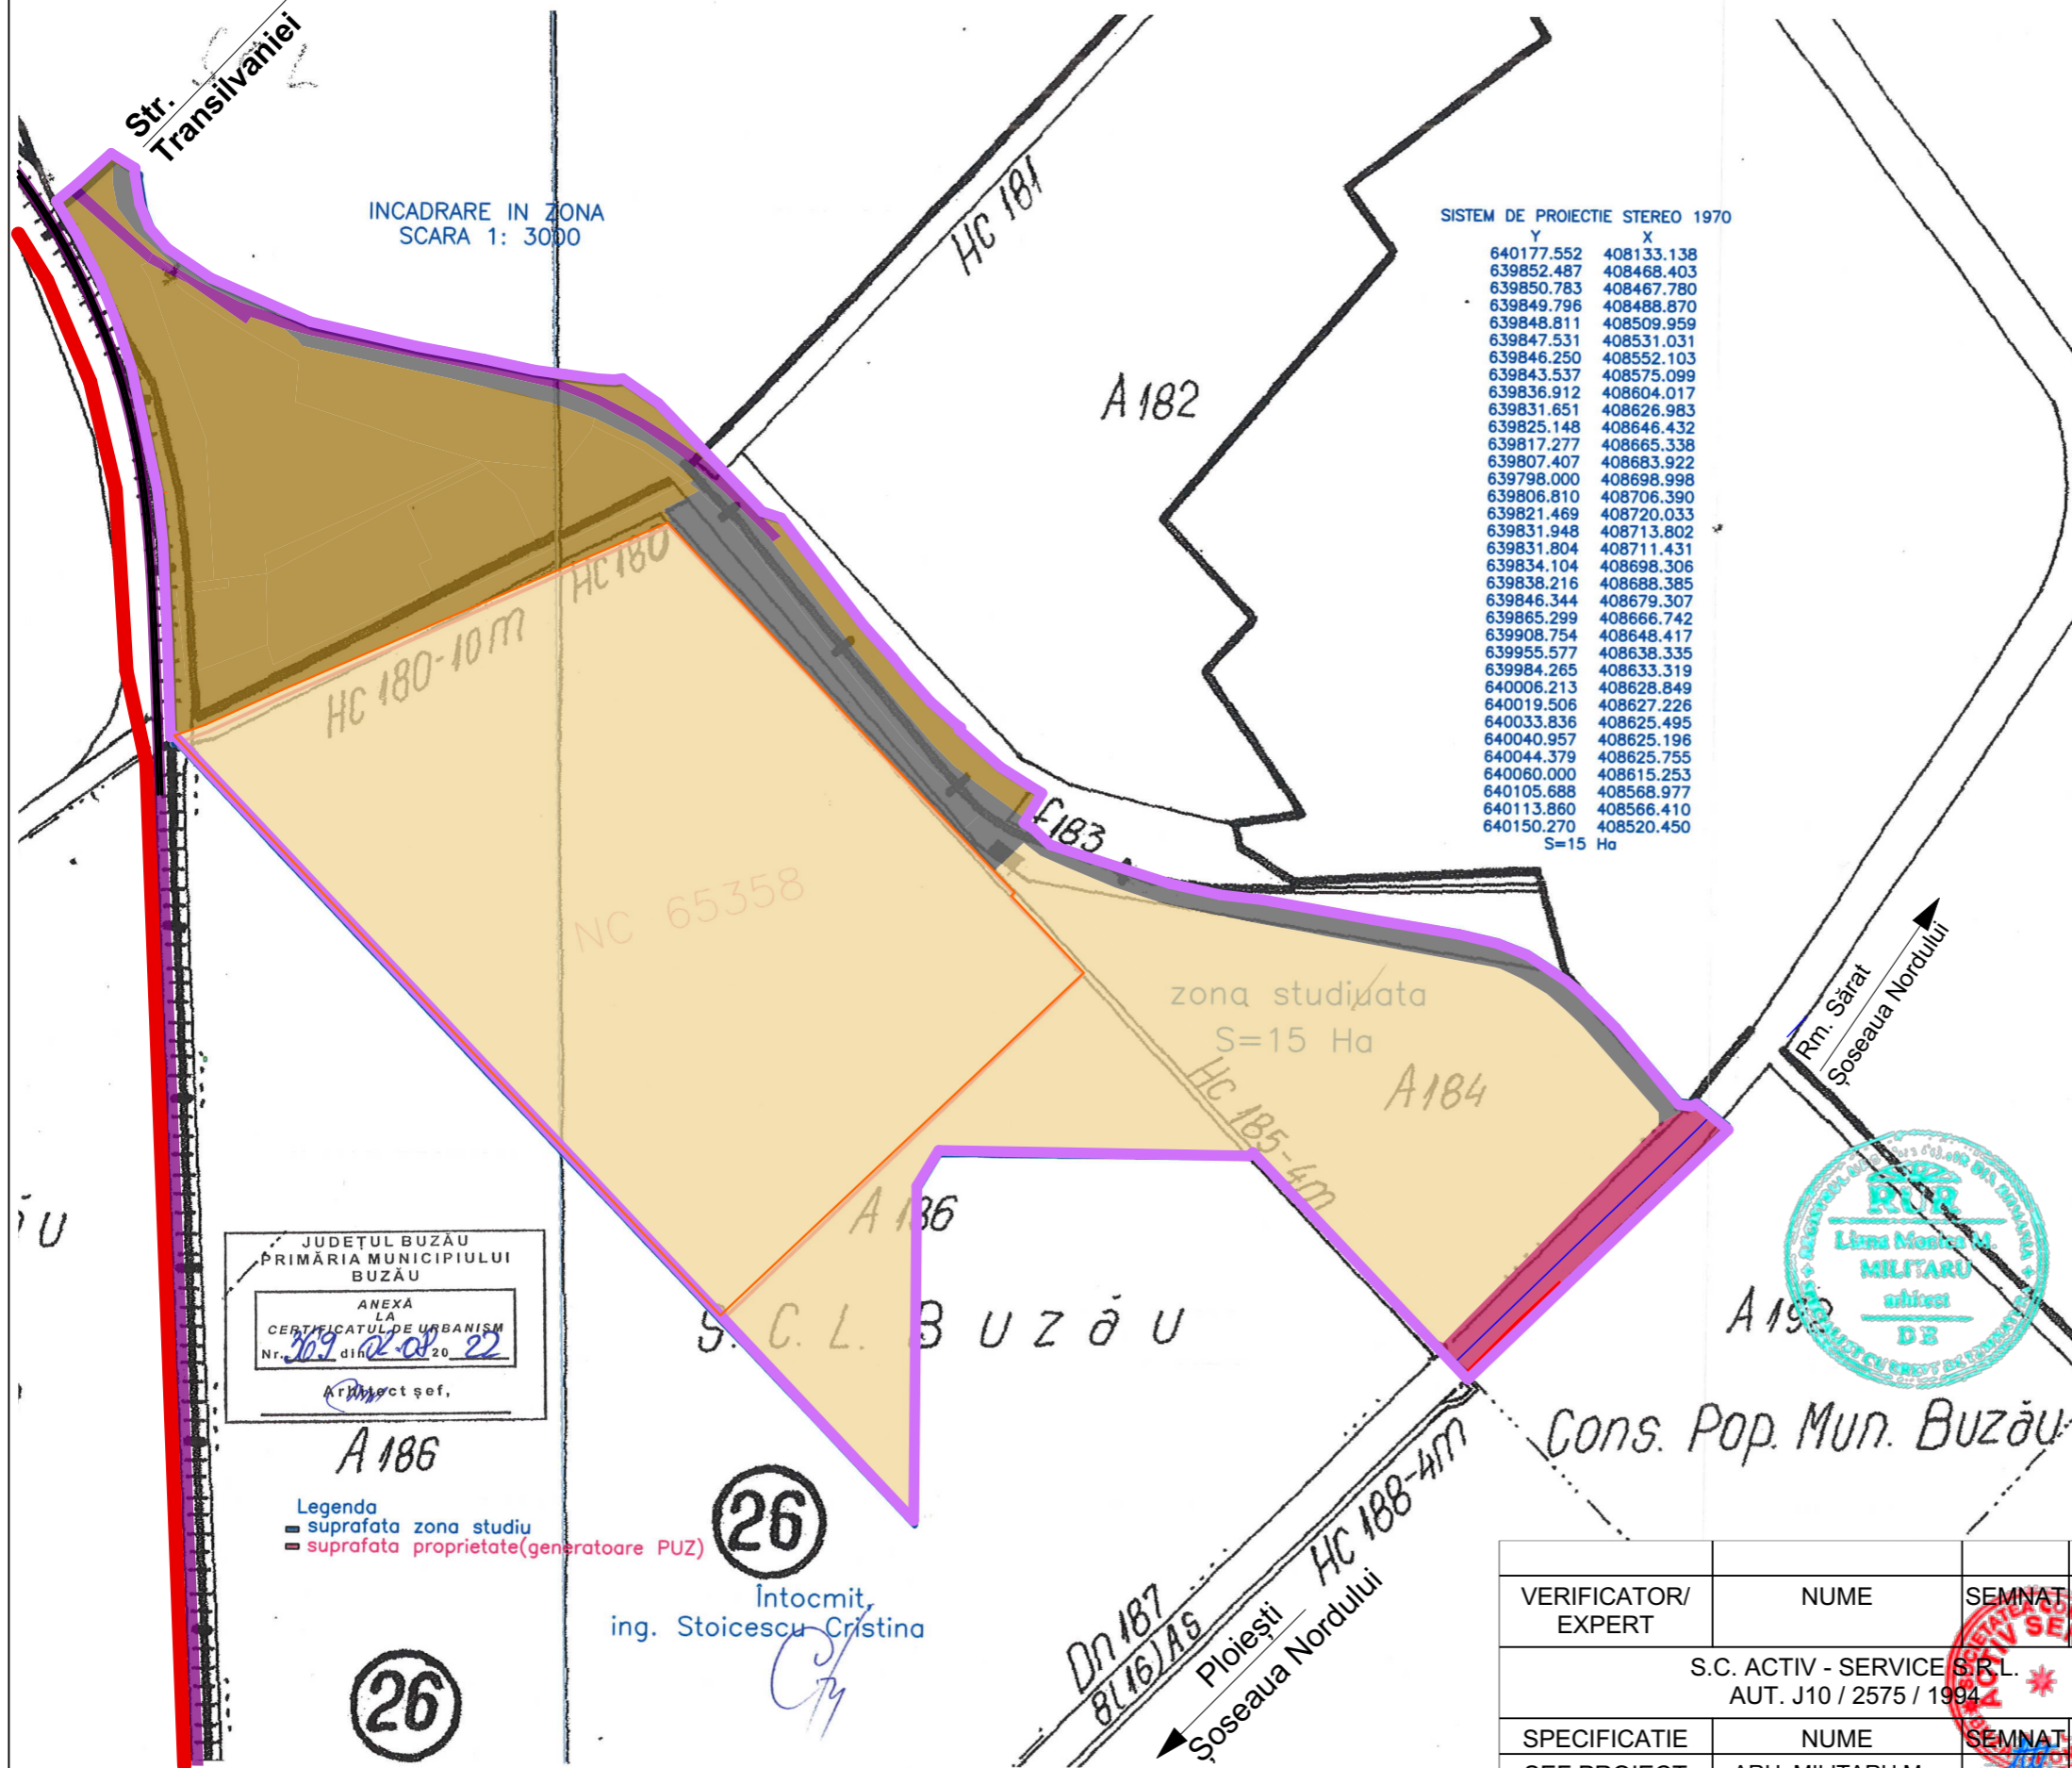 Str.
Transilvaniei
INCADRARE IN ZONA
SCARA 1: 3000
HC 181
A 182
SISTEM DE PROIECTIE STEREO 1970
Y X
640177.552 408133.138
639852.487 408468.403
639850.783 408467.780
639849.796 408488.870
639848.811 408509.959
639847.531 408531.031
639846.250 408552.103
639843.537 408575.099
639836.912 408604.017
639831.651 408626.983
639825.148 408646.432
639817.277 408665.338
639807.407 408683.922
639798.000 408698.998
639806.810 408706.390
639821.469 408720.033
639831.948 408713.802
639831.804 408711.431
639834.104 408698.306
639838.216 408688.385
639846.344 408679.307
639865.299 408666.742
639908.754 408648.417
639955.577 408638.335
639984.265 408633.319
640006.213 408628.849
640019.506 408627.226
640033.836 408625.495
640040.957 408625.196
640044.379 408625.755
640060.000 408615.253
640105.688 408568.977
640113.860 408566.410
640150.270 408520.450
S=15 Ha
HC 180
HC 180-10m
NC 65358
zona studiuata
S=15 Ha
HC 185-4m
A 184
A 186
S. C. L. Buzău
Rm. Sărat
Șoseaua Nordului
RUR
Liana Monica M.
MILITARU
arhitect
Cons. Pop. Mun. Buzău
JUDEȚUL BUZĂU
PRIMĂRIA MUNICIPIULUI
BUZĂU
ANEXĂ
LA
CERTIFICATUL DE URBANISM
Nr. 369 din 02.08 20 22
Arhitect șef,
A 186
Legenda
suprafata zona studiu
suprafata proprietate(generatoare PUZ)
26
26
Întocmit,
ing. Stoicescu Cristina
HC 188-4m
Dn 187
Ploiești
Șoseaua Nordului
VERIFICATOR/ NUME SEMNAT
EXPERT
S.C. ACTIV - SERVICE S.R.L.
AUT. J10 / 2575 / 1994
SPECIFICATIE NUME SEMNAT